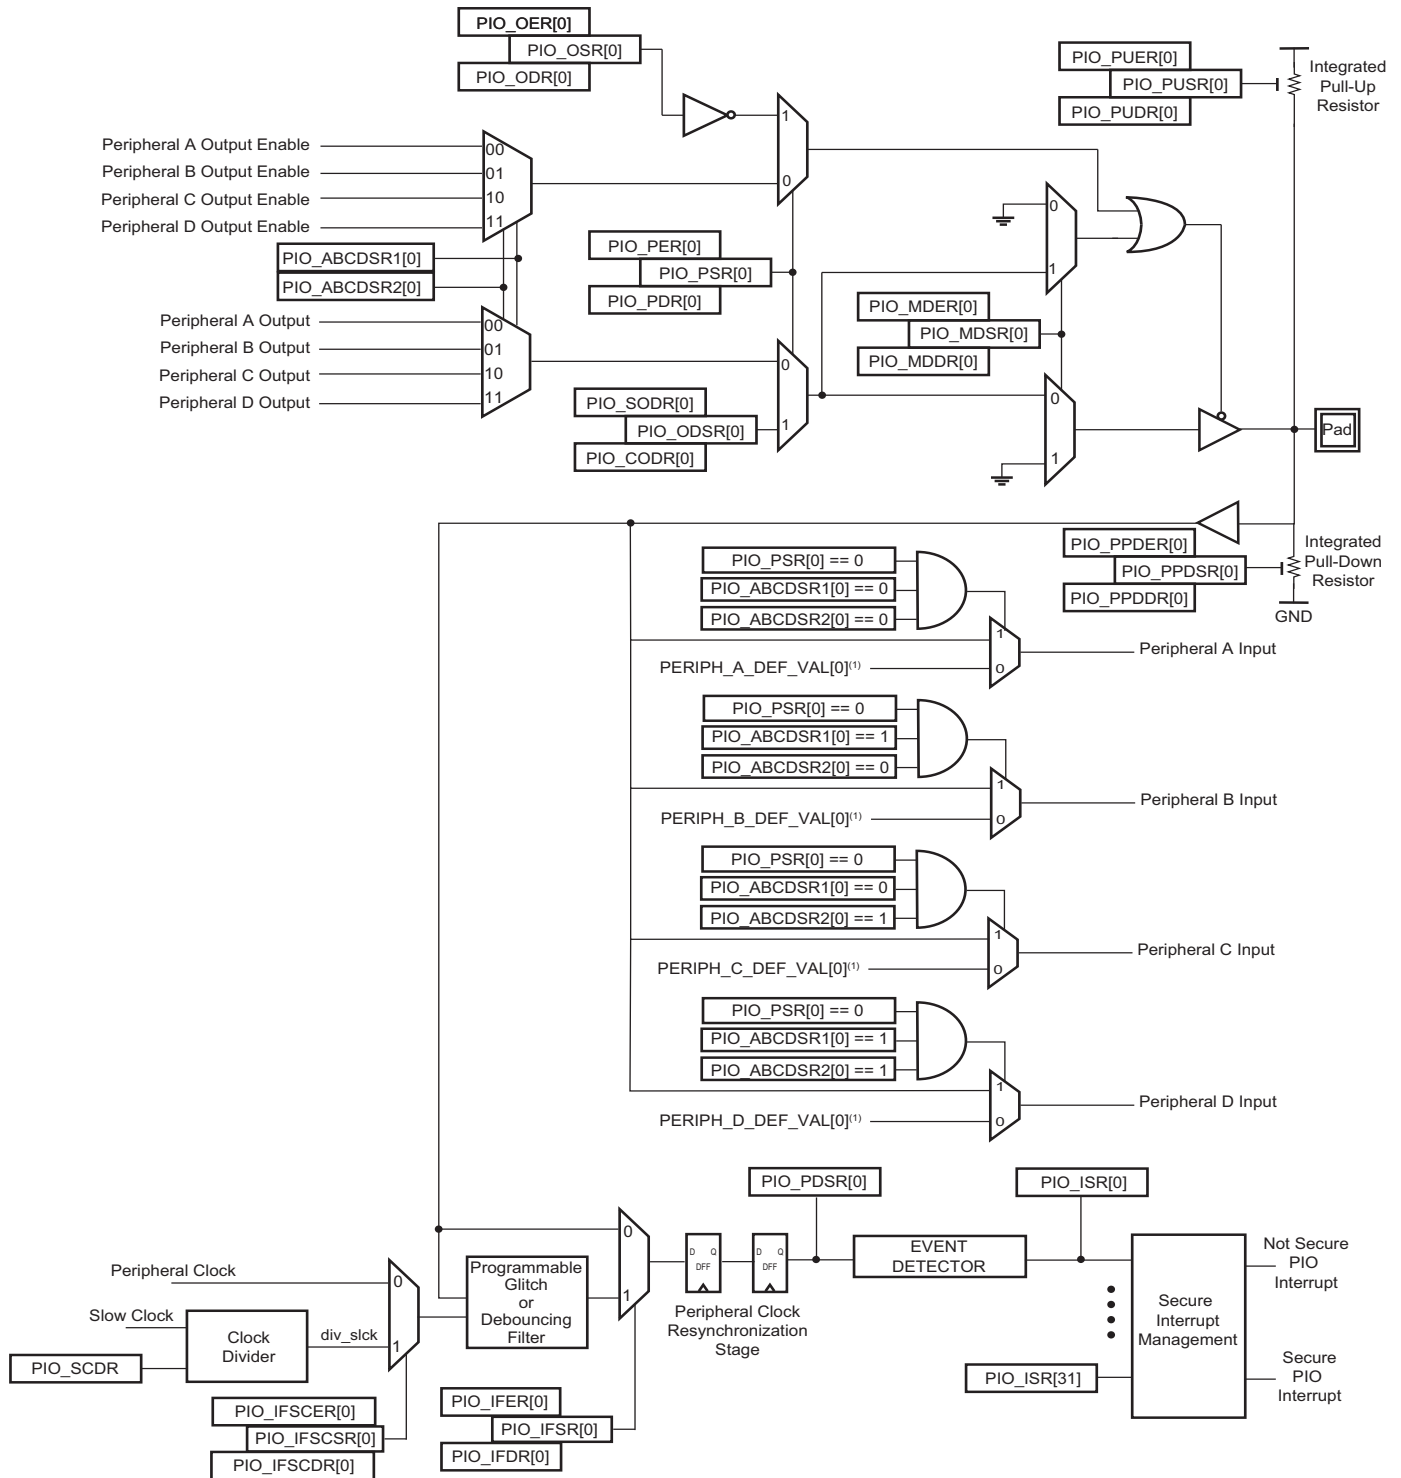 PIO_OER[0]
PIO_OSR[0]
PIO_ODR[0]
PIO_PUER[0]
PIO_PUSR[0]
PIO_PUDR[0]
Integrated
Pull-Up
Resistor
1
0
Peripheral A Output Enable
Peripheral B Output Enable
Peripheral C Output Enable
Peripheral D Output Enable
00
01
10
11
PIO_ABCDSR1[0]
PIO_ABCDSR2[0]
PIO_PER[0]
PIO_PSR[0]
PIO_PDR[0]
0
1
PIO_MDER[0]
PIO_MDSR[0]
PIO_MDDR[0]
Peripheral A Output
Peripheral B Output
Peripheral C Output
Peripheral D Output
00
01
10
11
0
1
PIO_SODR[0]
PIO_ODSR[0]
PIO_CODR[0]
0
1
Pad
PIO_PPDER[0]
PIO_PPDSR[0]
PIO_PPDDR[0]
Integrated
Pull-Down
Resistor
GND
PIO_PSR[0] == 0
PIO_ABCDSR1[0] == 0
PIO_ABCDSR2[0] == 0
1
0
PERIPH_A_DEF_VAL[0](1)
Peripheral A Input
PIO_PSR[0] == 0
PIO_ABCDSR1[0] == 1
PIO_ABCDSR2[0] == 0
1
0
PERIPH_B_DEF_VAL[0](1)
Peripheral B Input
PIO_PSR[0] == 0
PIO_ABCDSR1[0] == 0
PIO_ABCDSR2[0] == 1
1
0
PERIPH_C_DEF_VAL[0](1)
Peripheral C Input
PIO_PSR[0] == 0
PIO_ABCDSR1[0] == 1
PIO_ABCDSR2[0] == 1
1
0
PERIPH_D_DEF_VAL[0](1)
Peripheral D Input
PIO_PDSR[0]
PIO_ISR[0]
0
1
D Q
DFF
D Q
DFF
Peripheral Clock
Resynchronization
Stage
EVENT
DETECTOR
Secure
Interrupt
Management
Not Secure
PIO
Interrupt
Secure
PIO
Interrupt
PIO_ISR[31]
Peripheral Clock
Slow Clock
PIO_SCDR
Clock
Divider
div_slck
0
1
Programmable
Glitch
or
Debouncing
Filter
PIO_IFSCER[0]
PIO_IFSCSR[0]
PIO_IFSCDR[0]
PIO_IFER[0]
PIO_IFSR[0]
PIO_IFDR[0]